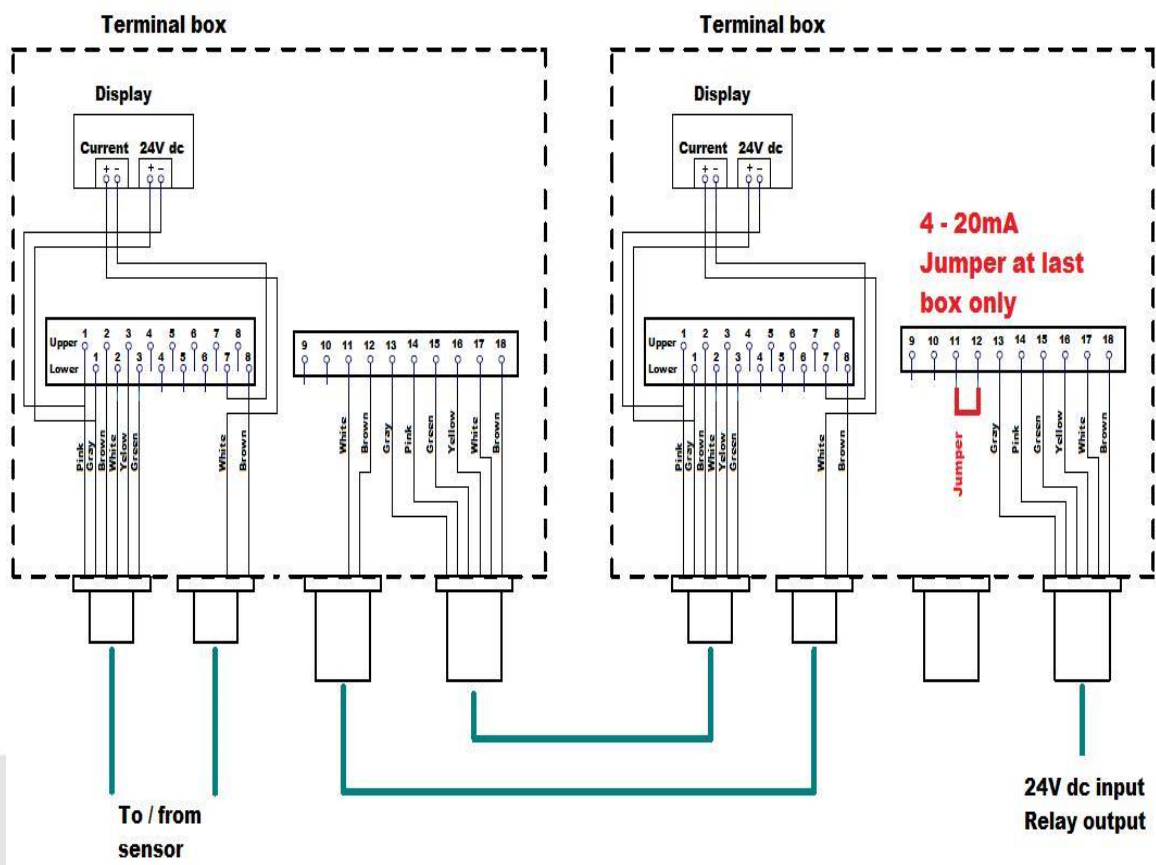 Terminal box
Display
Current 24V dc
+ - + -
Upper 1 2 3 4 5 6 7 8
Lower 1 2 3 4 5 6 7 8
9 10 11 12 13 14 15 16 17 18
Pink
Gray
Brown
White
Yellow
Green
White
Brown
White
Brown
Gray
Pink
Green
Yellow
White
Brown
To / from
sensor
Terminal box
Display
Current 24V dc
+ - + -
4 - 20mA
Jumper at last
box only
Upper 1 2 3 4 5 6 7 8
Lower 1 2 3 4 5 6 7 8
9 10 11 12 13 14 15 16 17 18
Pink
Gray
Brown
White
Yellow
Green
White
Brown
Jumper
Gray
Pink
Green
Yellow
White
Brown
24V dc input
Relay output